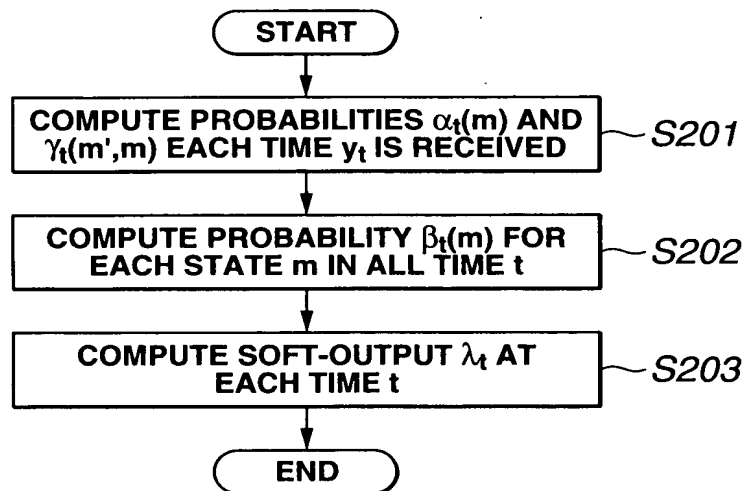 START
COMPUTE PROBABILITIES αt(m) AND
γt(m',m) EACH TIME yt IS RECEIVED
S201
COMPUTE PROBABILITY βt(m) FOR
EACH STATE m IN ALL TIME t
S202
COMPUTE SOFT-OUTPUT λt AT
EACH TIME t
S203
END